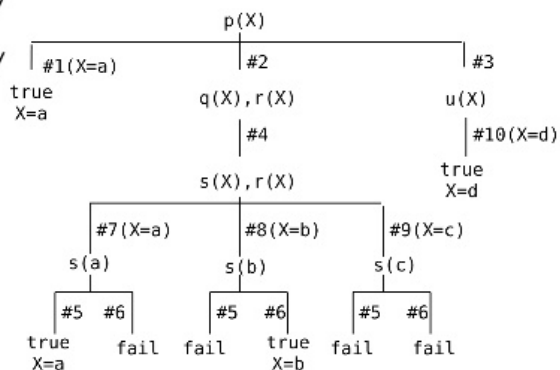 p(X)
#1(X=a) #2 #3
true
X=a
q(X),r(X) u(X)
#4 #10(X=d)
true
X=d
s(X),r(X)
#7(X=a) #8(X=b) #9(X=c)
s(a) s(b) s(c)
#5 #6 #5 #6 #5 #6
true fail fail true fail fail
X=a X=b